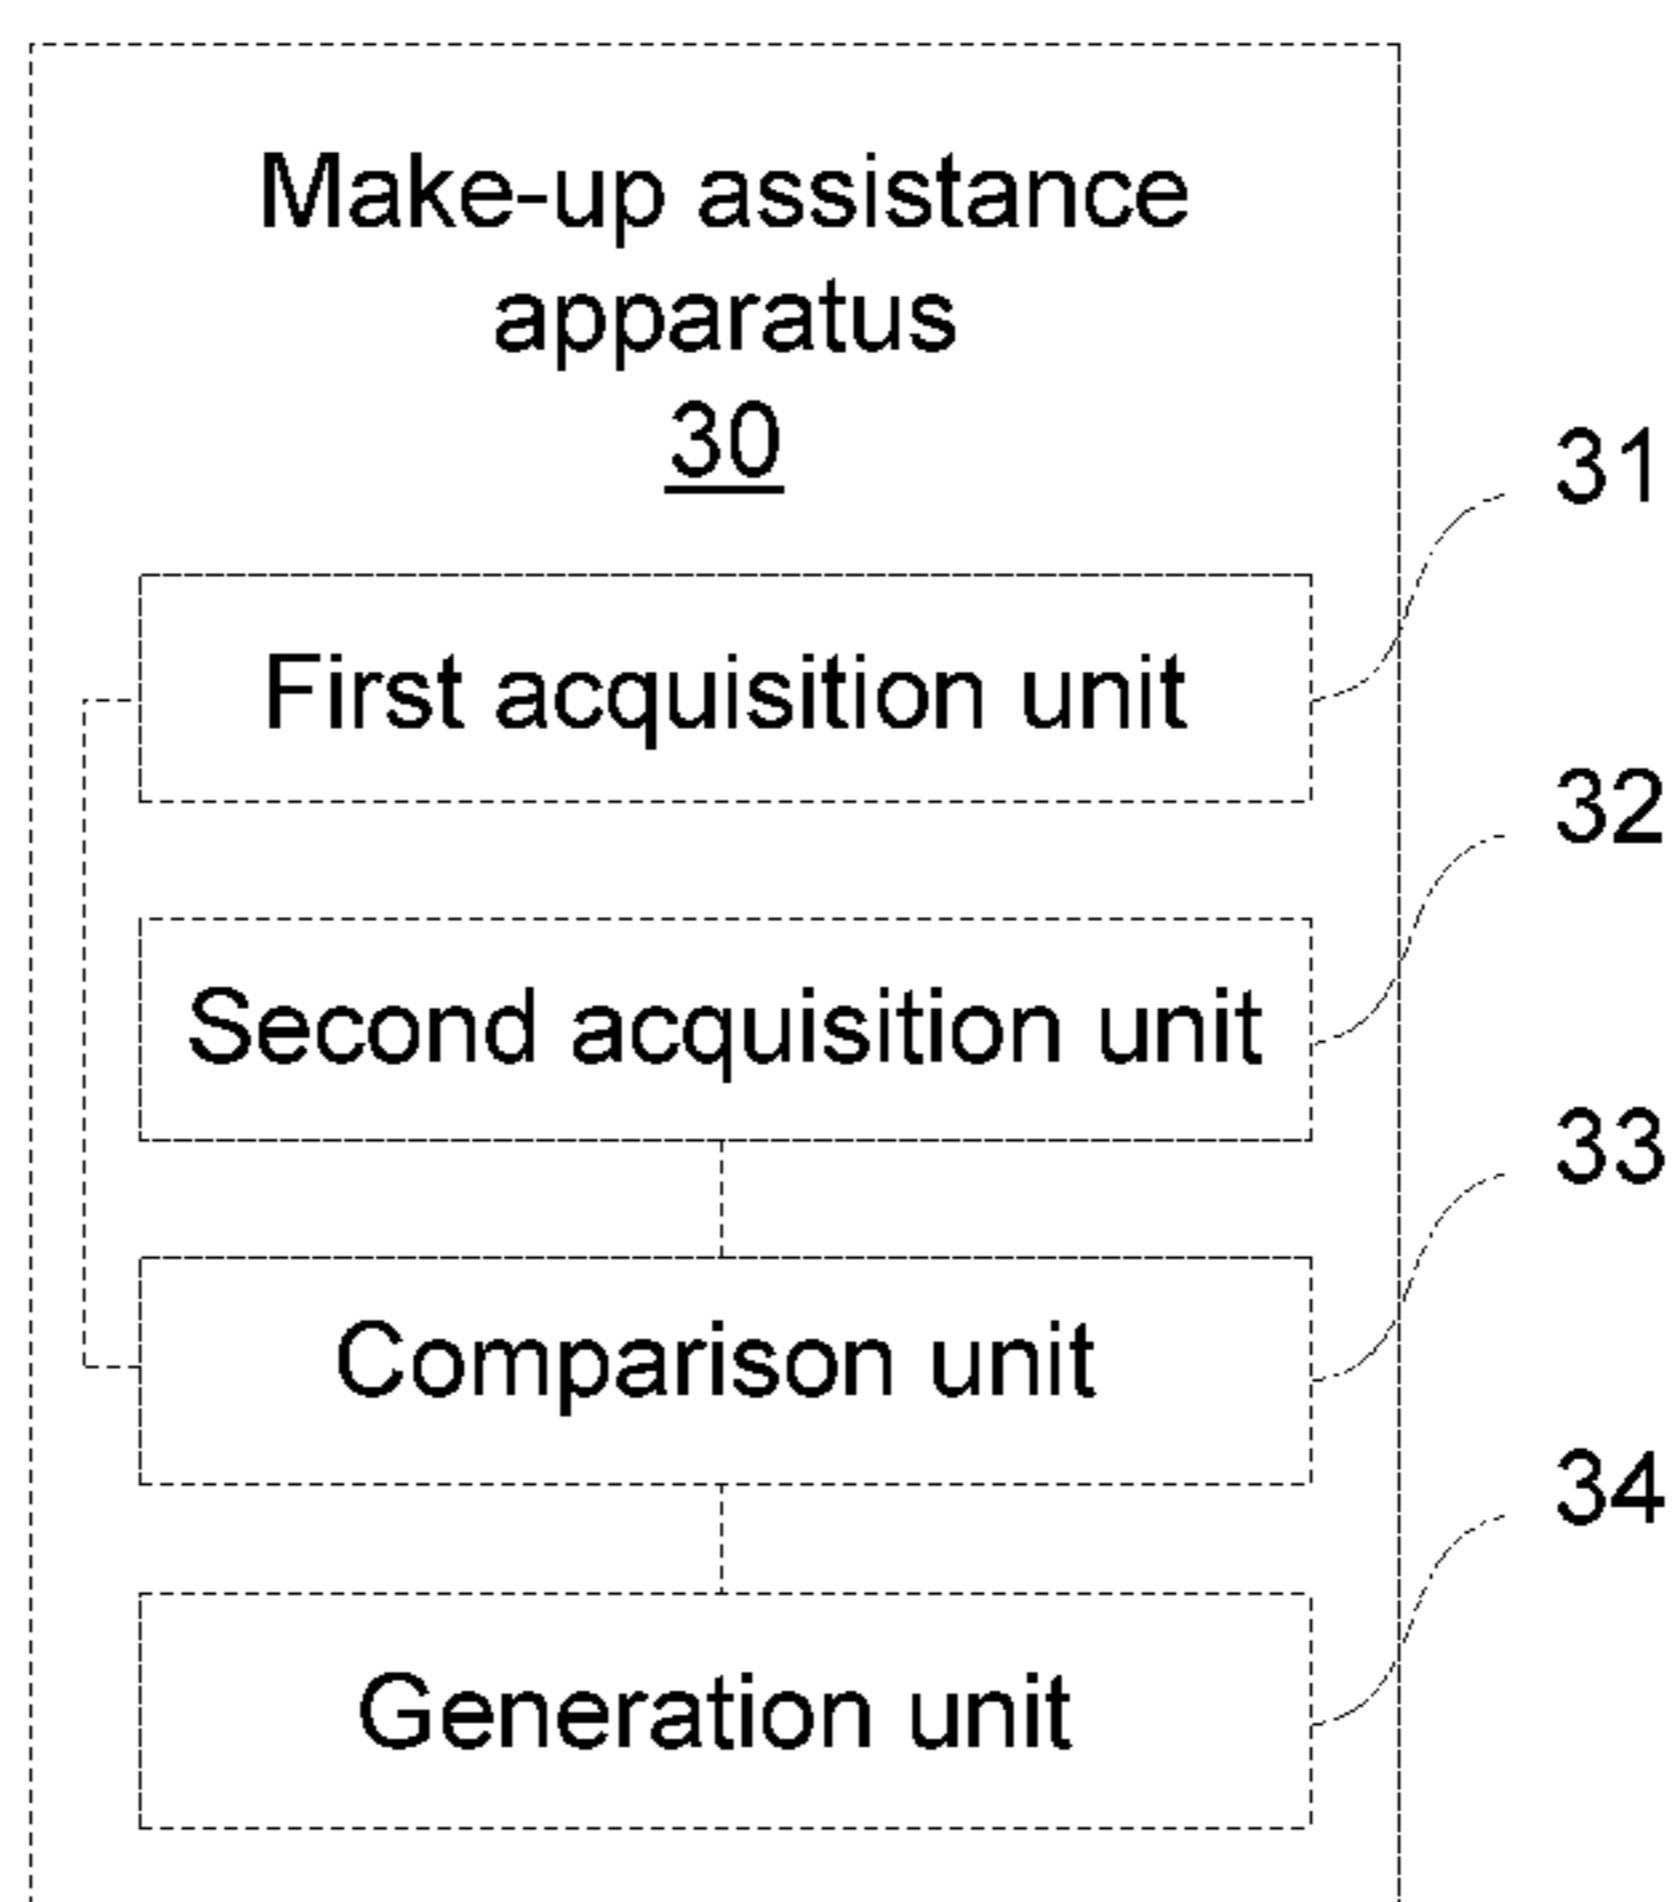 Make-up assistance
apparatus
30
31
First acquisition unit
32
Second acquisition unit
33
Comparison unit
34
Generation unit